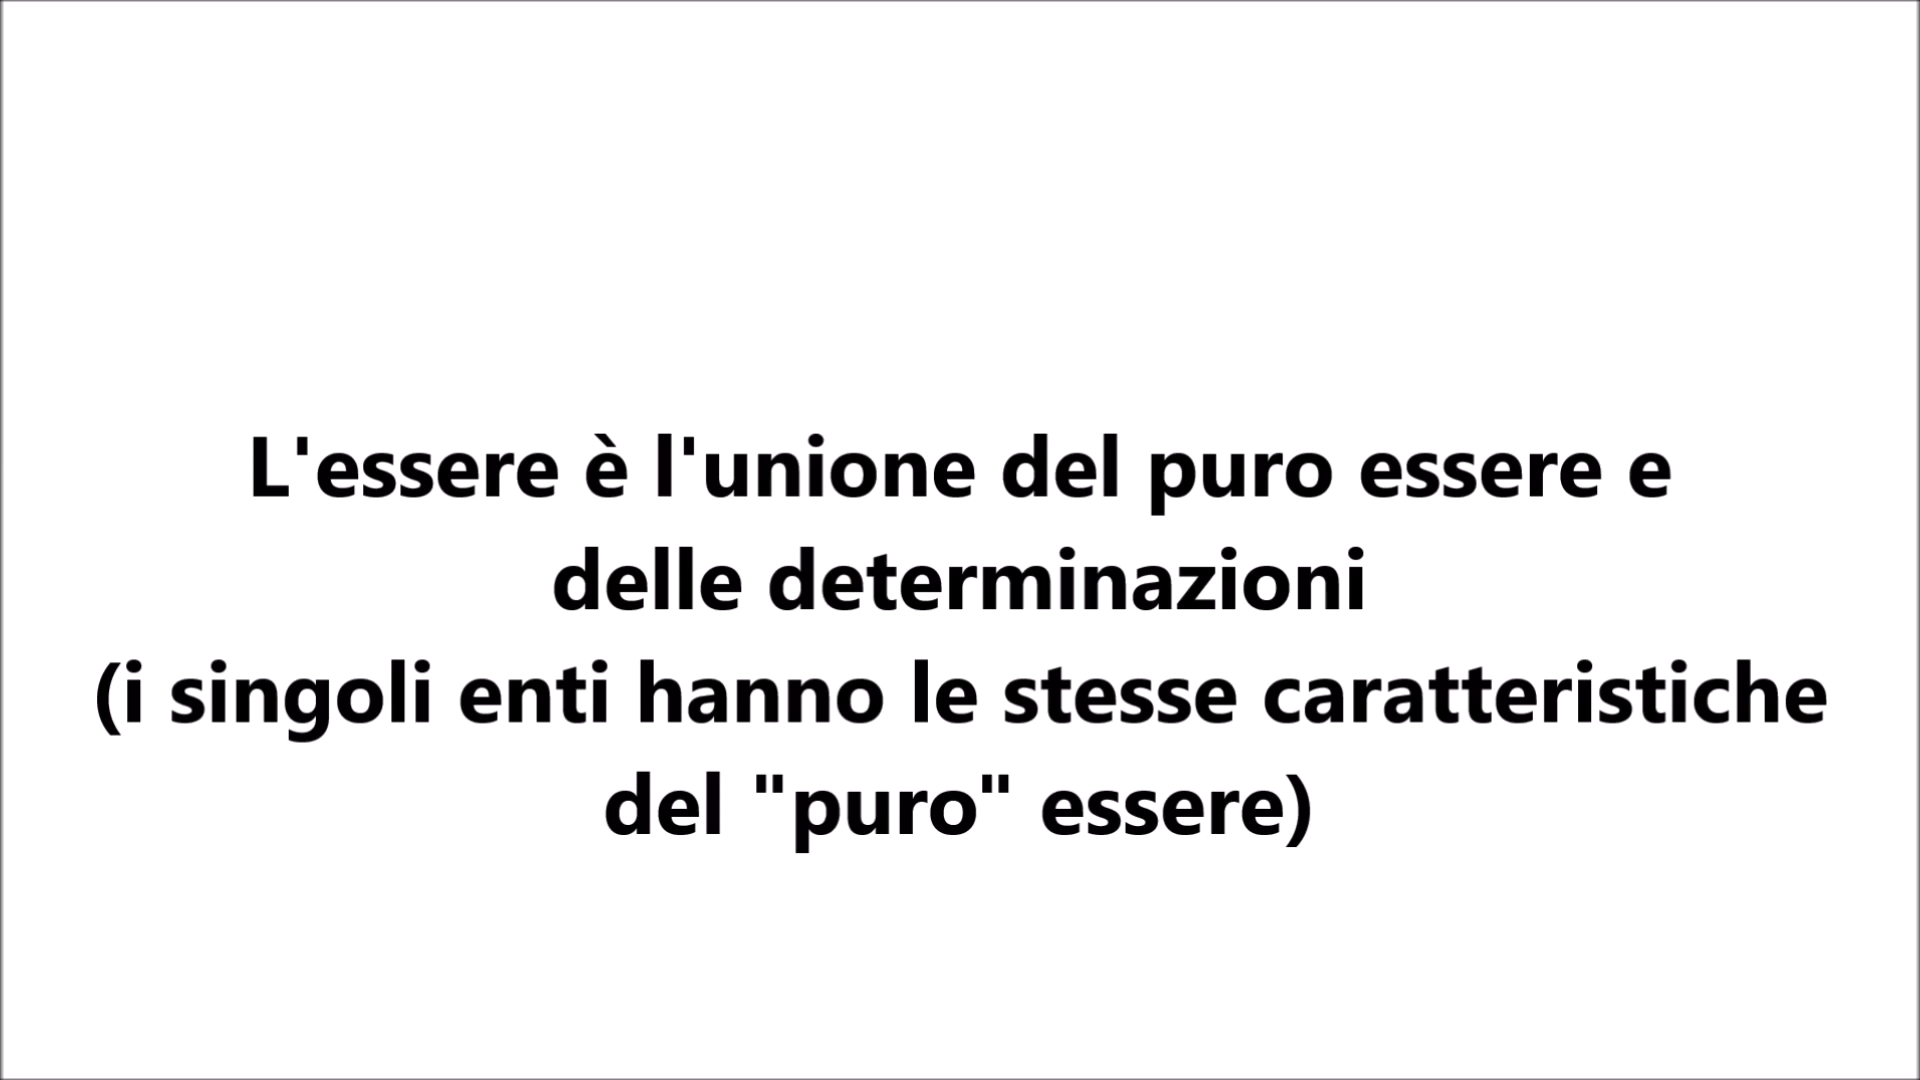 L'essere è l'unione del puro essere e
delle determinazioni
(i singoli enti hanno le stesse caratteristiche
del "puro" essere)